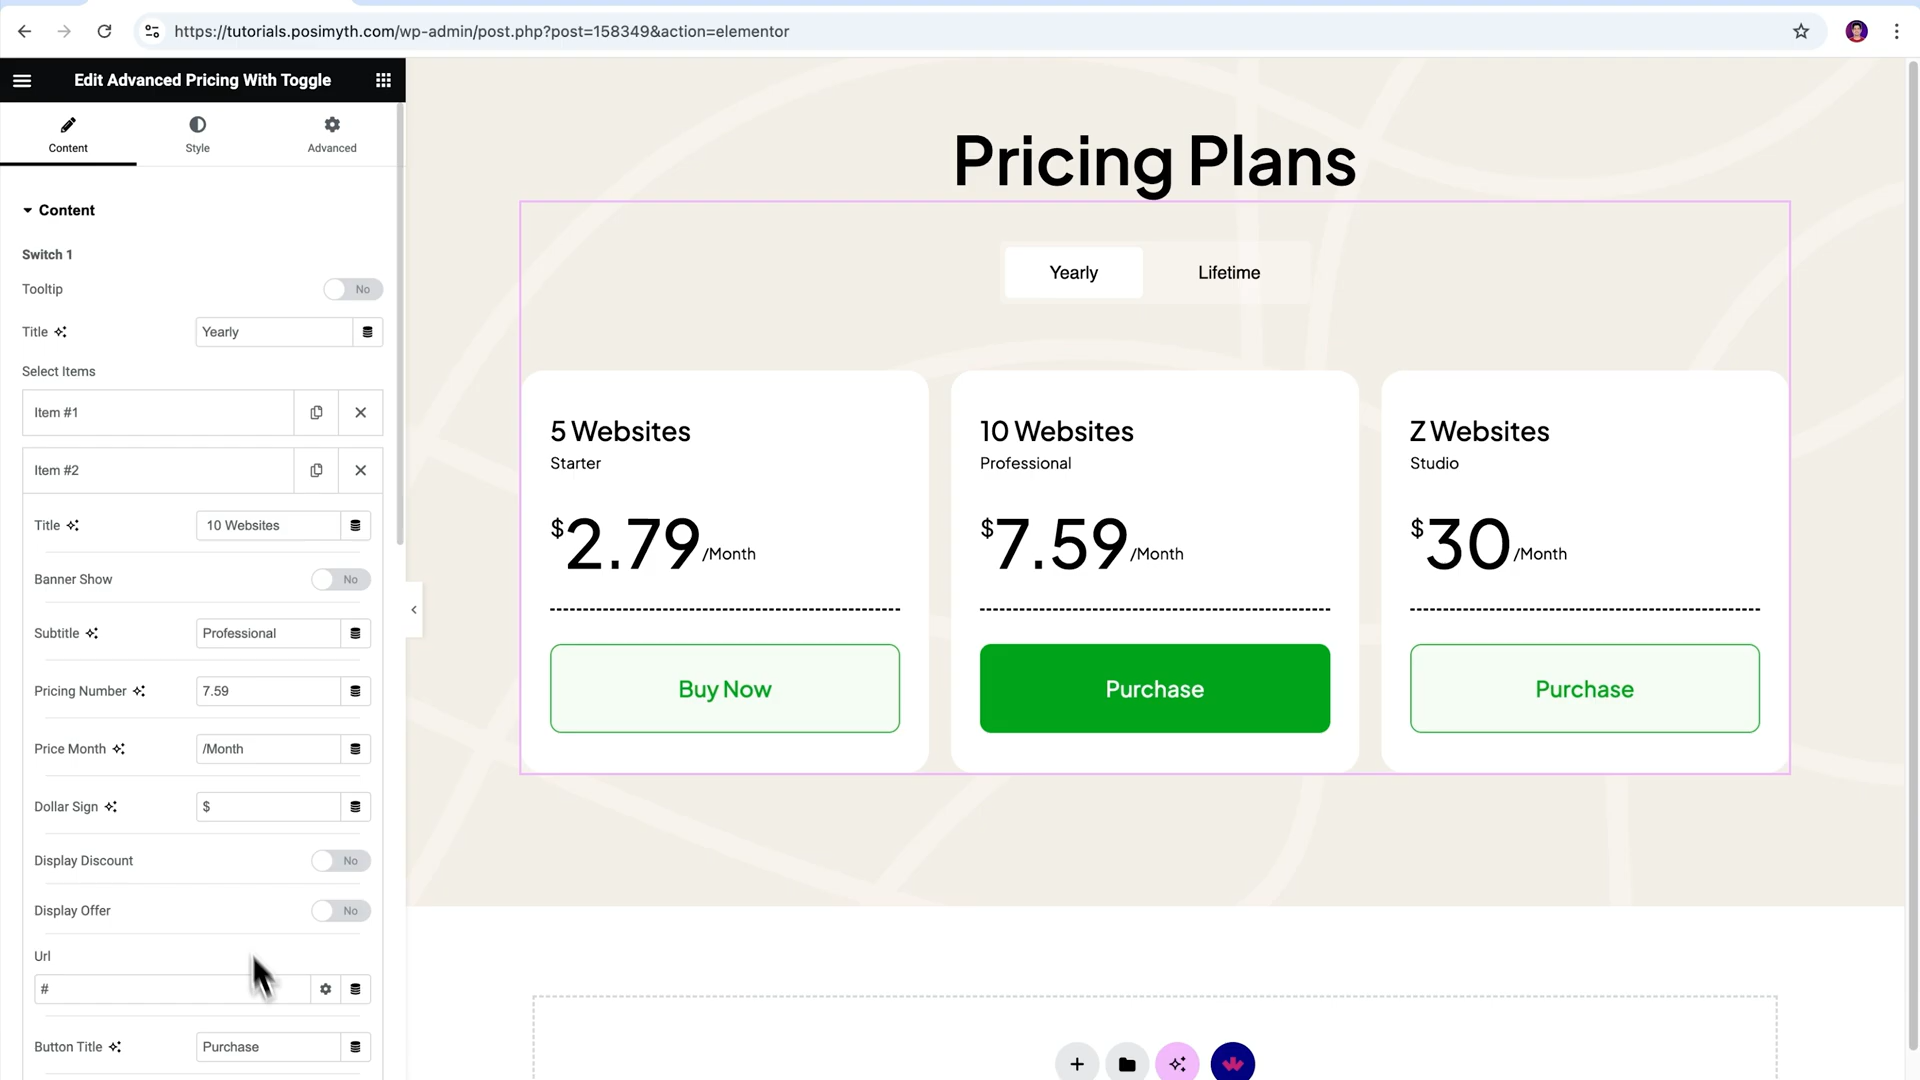 https://tutorials.posimyth.com/wp-admin/post.php?post=158349&action=elementor
Edit Advanced Pricing With Toggle
Content
Style
Advanced
Content
Switch 1
Tooltip
No
Title
Yearly
Select Items
Item #1
Item #2
Title
10 Websites
Banner Show
No
Subtitle
Professional
Pricing Number
7.59
Price Month
/Month
Dollar Sign
$
Display Discount
No
Display Offer
No
Url
#
Button Title
Purchase
Pricing Plans
Yearly
Lifetime
5 Websites
Starter
$2.79/Month
Buy Now
10 Websites
Professional
$7.59/Month
Purchase
Z Websites
Studio
$30/Month
Purchase